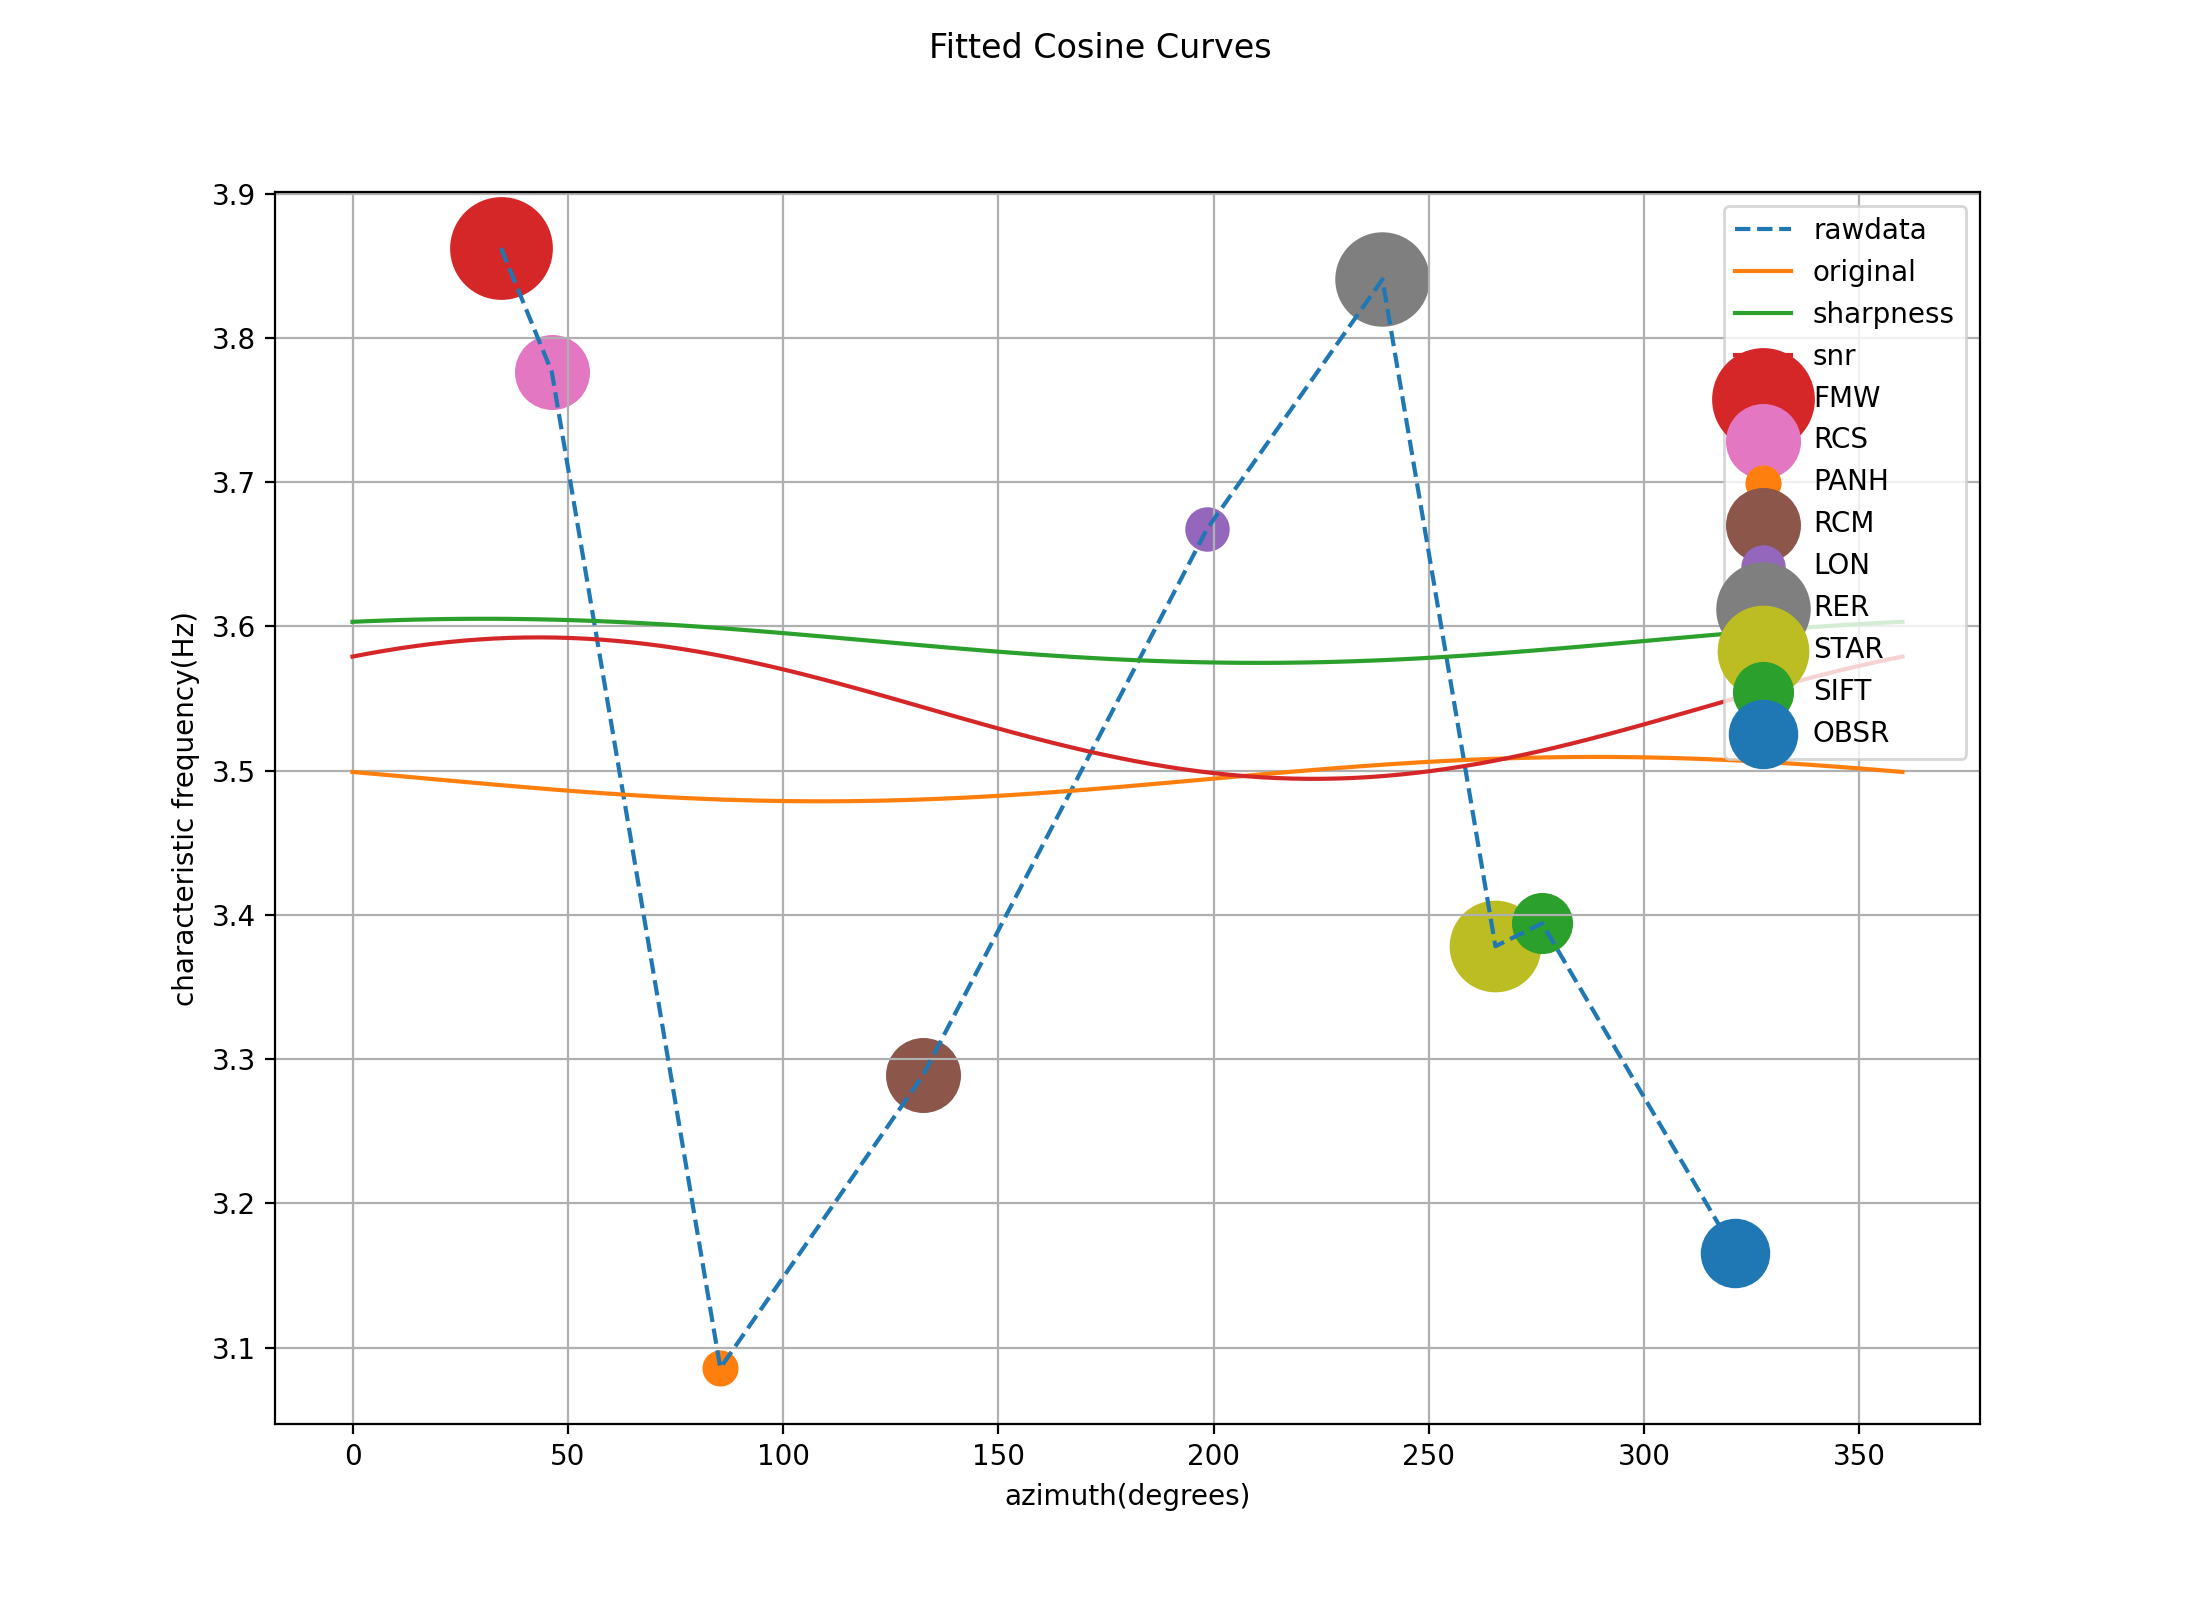 Fitted Cosine Curves
3.9
3.8
3.7
3.6
3.5
3.4
3.3
3.2
3.1
characteristic frequency(Hz)
0 50 100 150 200 250 300 350
azimuth(degrees)
rawdata
original
sharpness
snr
FMW
RCS
PANH
RCM
LON
RER
STAR
SIFT
OBSR